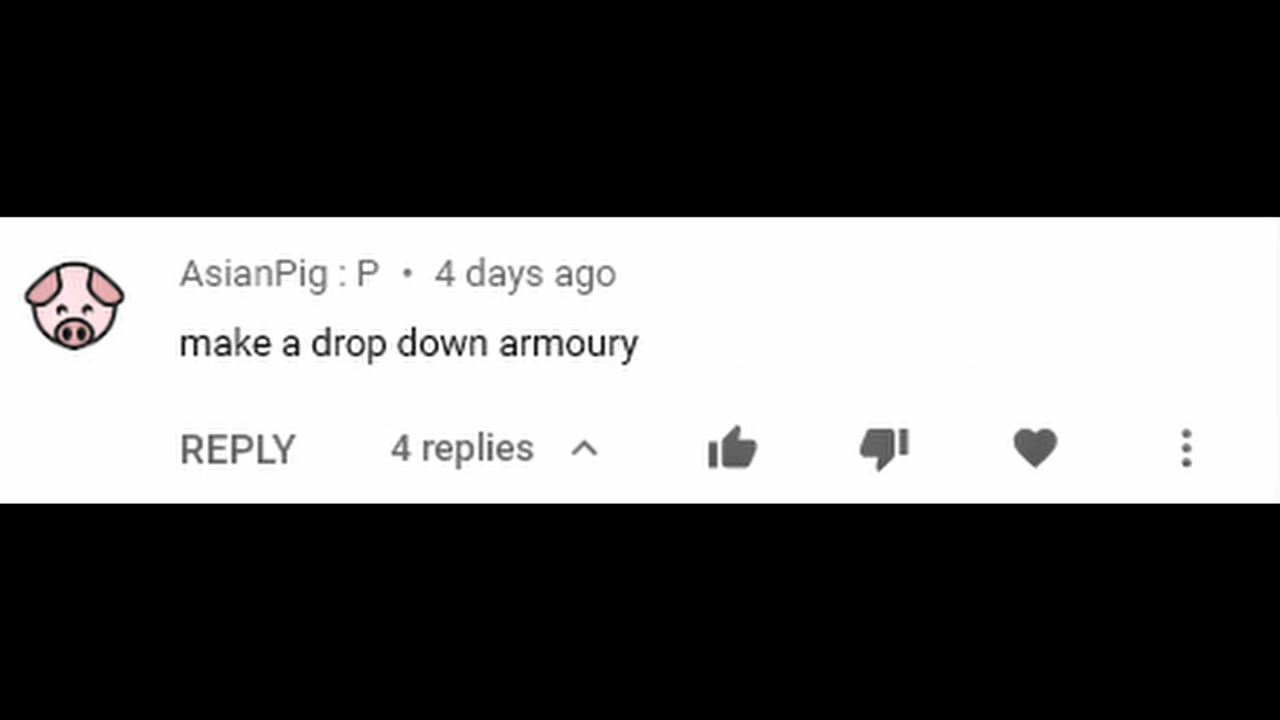 AsianPig : P • 4 days ago
make a drop down armoury
REPLY 4 replies